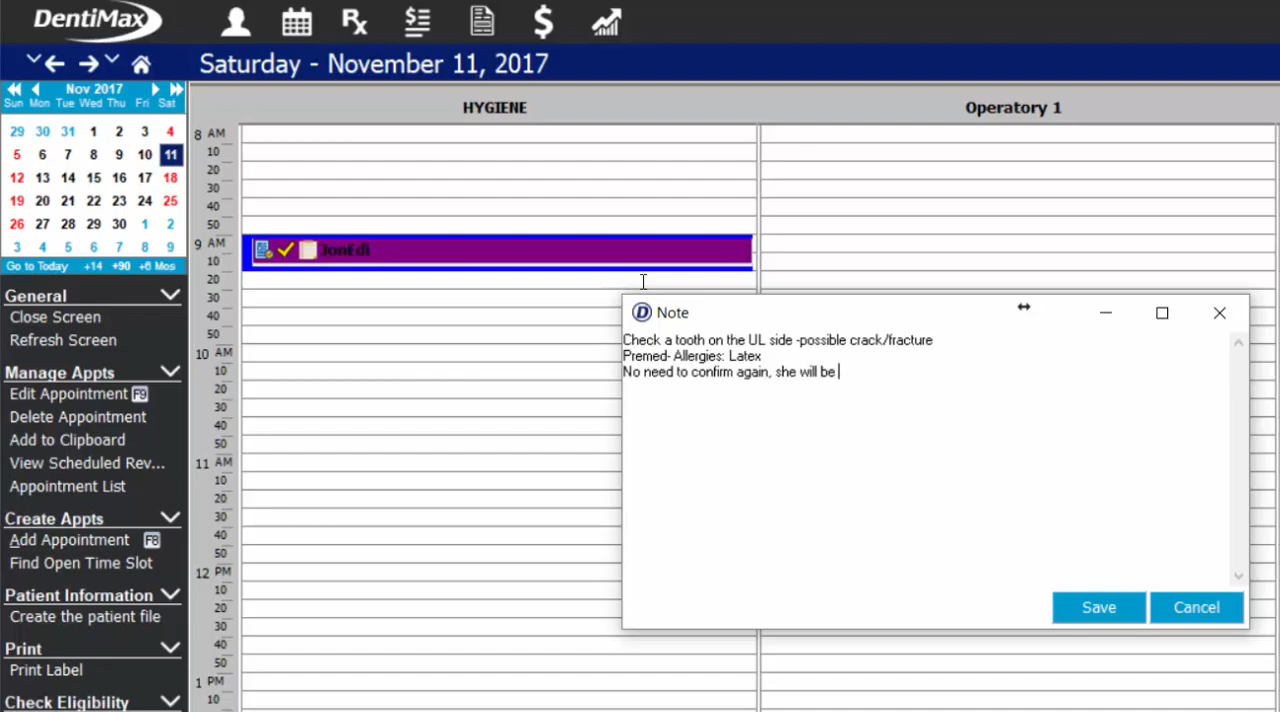 DentiMax
Rx
$
Saturday - November 11, 2017
Nov 2017
Sun Mon Tue Wed Thu Fri Sat
29 30 31 1 2 3 4
5 6 7 8 9 10 11
12 13 14 15 16 17 18
19 20 21 22 23 24 25
26 27 28 29 30 1 2
3 4 5 6 7 8 9
Go to Today +14 +90 +6 Mos
General
Close Screen
Refresh Screen
Manage Appts
Edit Appointment F9
Delete Appointment
Add to Clipboard
View Scheduled Rev...
Appointment List
Create Appts
Add Appointment F8
Find Open Time Slot
Patient Information
Create the patient file
Print
Print Label
Check Eligibility
HYGIENE
Operatory 1
8 AM
10
20
30
40
50
9 AM
10
20
30
40
50
10 AM
10
20
30
40
50
11 AM
10
20
30
40
50
12 PM
10
20
30
40
50
1 PM
10
JonEdi
D Note
Check a tooth on the UL side -possible crack/fracture
Premed- Allergies: Latex
No need to confirm again, she will be
Save
Cancel